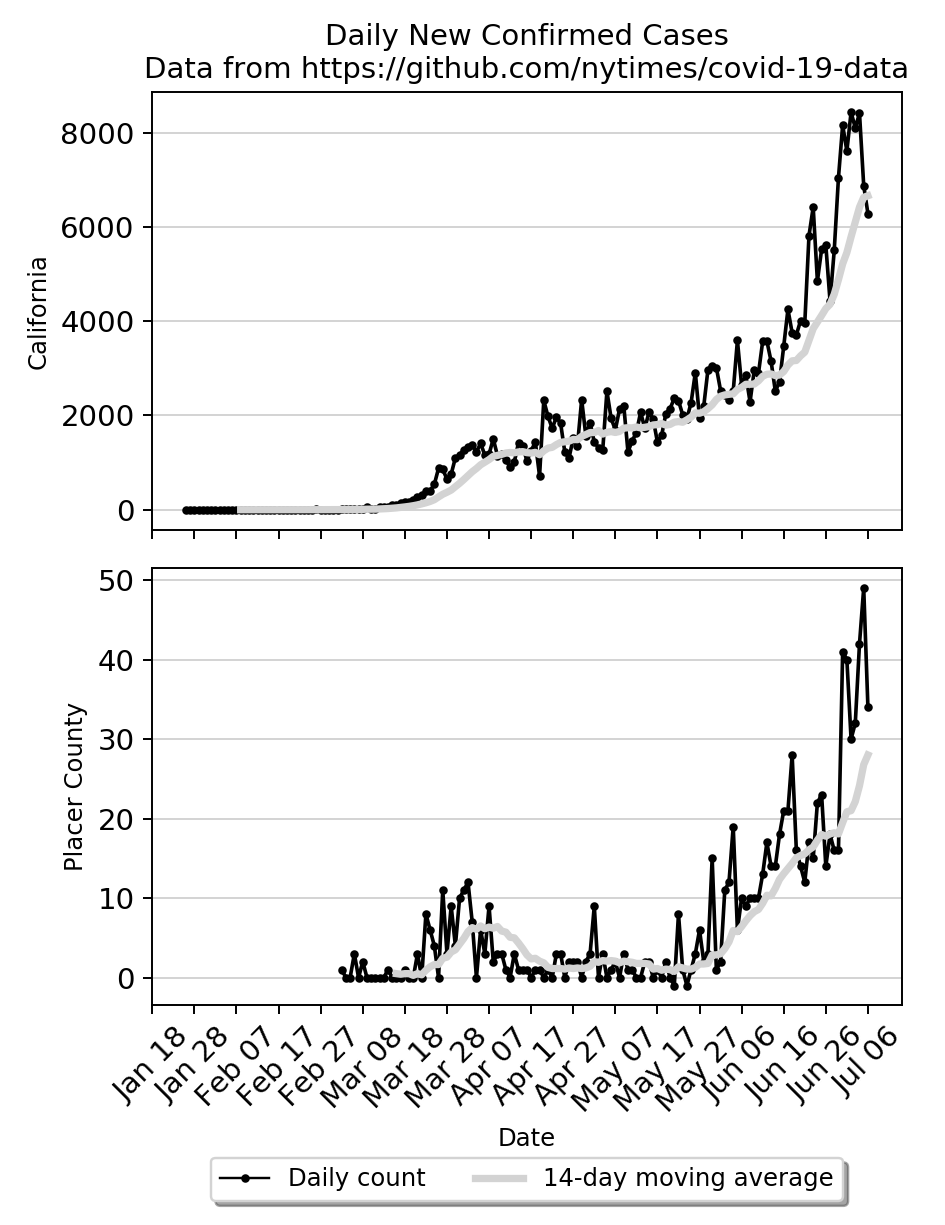 Daily New Confirmed Cases
Data from https://github.com/nytimes/covid-19-data
8000
6000
4000
2000
0
California
50
40
30
20
10
0
Placer County
Jan 18
Jan 28
Feb 07
Feb 17
Feb 27
Mar 08
Mar 18
Mar 28
Apr 07
Apr 17
Apr 27
May 07
May 17
May 27
Jun 06
Jun 16
Jun 26
Jul 06
Date
Daily count
14-day moving average